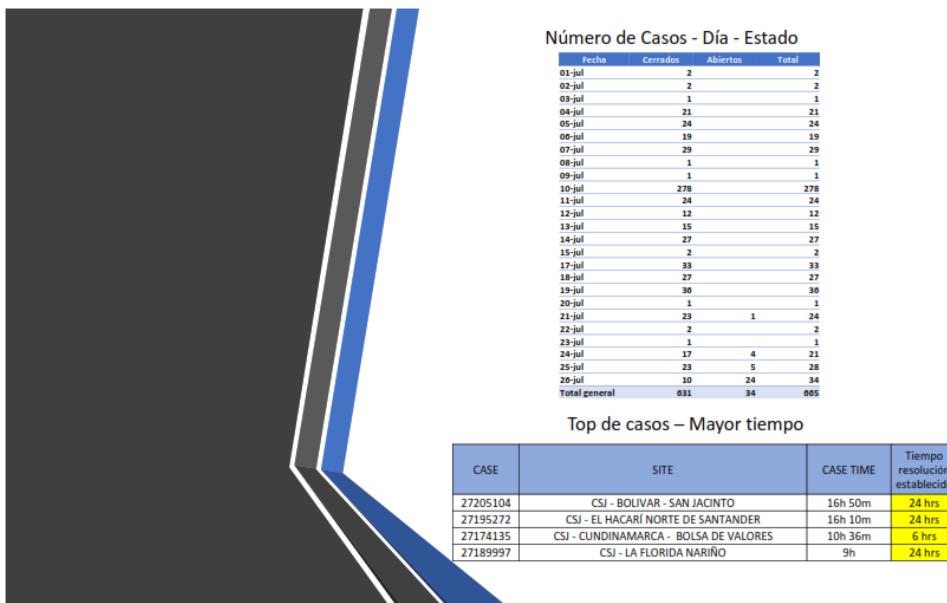 Número de Casos - Día - Estado
Fecha Cerrados Abiertos Total
01-jul 2 2
02-jul 2 2
03-jul 1 1
04-jul 21 21
05-jul 24 24
06-jul 19 19
07-jul 29 29
08-jul 1 1
09-jul 1 1
10-jul 278 278
11-jul 24 24
12-jul 12 12
13-jul 15 15
14-jul 27 27
15-jul 2 2
17-jul 33 33
18-jul 27 27
19-jul 36 36
20-jul 1 1
21-jul 23 1 24
22-jul 2 2
23-jul 1 1
24-jul 17 4 21
25-jul 23 5 28
26-jul 10 24 34
Total general 631 34 665
Top de casos – Mayor tiempo
CASE SITE CASE TIME Tiempo
resolución
establecid
27205104 CSJ - BOLIVAR - SAN JACINTO 16h 50m 24 hrs
27195272 CSJ - EL HACARÍ NORTE DE SANTANDER 16h 10m 24 hrs
27174135 CSJ - CUNDINAMARCA - BOLSA DE VALORES 10h 36m 6 hrs
27189997 CSJ - LA FLORIDA NARIÑO 9h 24 hrs